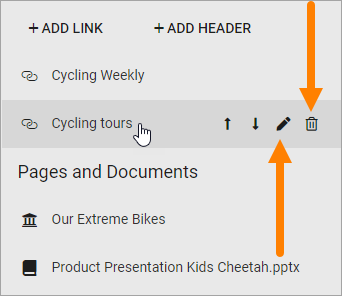 + ADD LINK + ADD HEADER
Cycling Weekly
Cycling tours
Pages and Documents
Our Extreme Bikes
Product Presentation Kids Cheetah.pptx